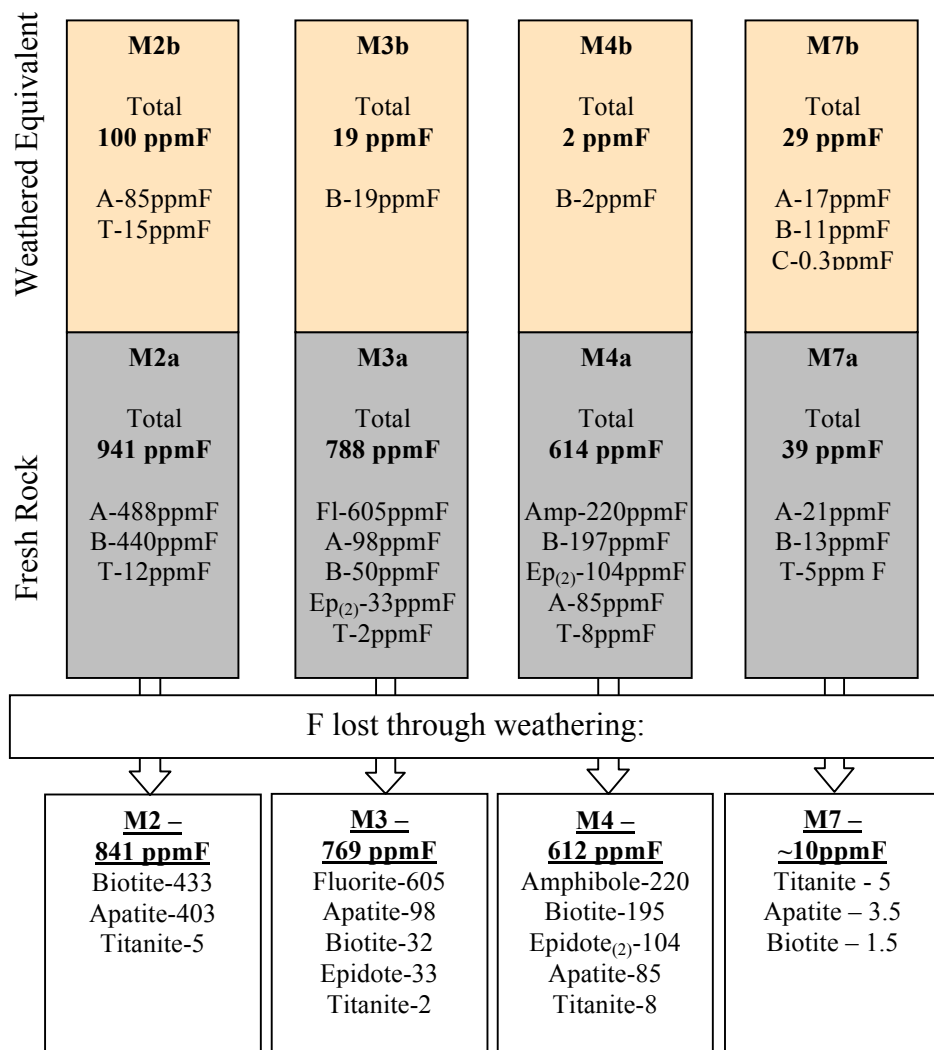 Weathered Equivalent
M2b
Total
100 ppmF
A-85ppmF
T-15ppmF
M3b
Total
19 ppmF
B-19ppmF
M4b
Total
2 ppmF
B-2ppmF
M7b
Total
29 ppmF
A-17ppmF
B-11ppmF
C-0.3ppmF
Fresh Rock
M2a
Total
941 ppmF
A-488ppmF
B-440ppmF
T-12ppmF
M3a
Total
788 ppmF
Fl-605ppmF
A-98ppmF
B-50ppmF
Ep(2)-33ppmF
T-2ppmF
M4a
Total
614 ppmF
Amp-220ppmF
B-197ppmF
Ep(2)-104ppmF
A-85ppmF
T-8ppmF
M7a
Total
39 ppmF
A-21ppmF
B-13ppmF
T-5ppm F
F lost through weathering:
M2 –
841 ppmF
Biotite-433
Apatite-403
Titanite-5
M3 –
769 ppmF
Fluorite-605
Apatite-98
Biotite-32
Epidote-33
Titanite-2
M4 –
612 ppmF
Amphibole-220
Biotite-195
Epidote(2)-104
Apatite-85
Titanite-8
M7 –
~10ppmF
Titanite - 5
Apatite – 3.5
Biotite – 1.5